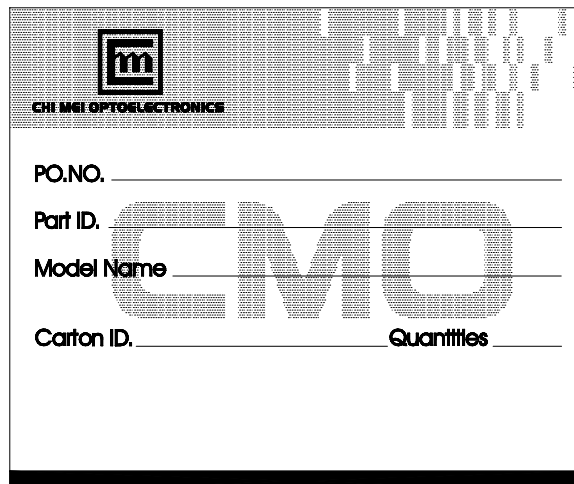 CHI MEI OPTOELECTRONICS
PO.NO.
Part ID.
CMO
Model Name
Carton ID. Quantities